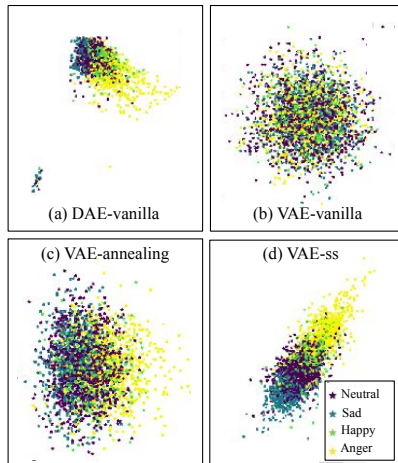 (a) DAE-vanilla
(b) VAE-vanilla
(c) VAE-annealing
(d) VAE-ss
Neutral
Sad
Happy
Anger